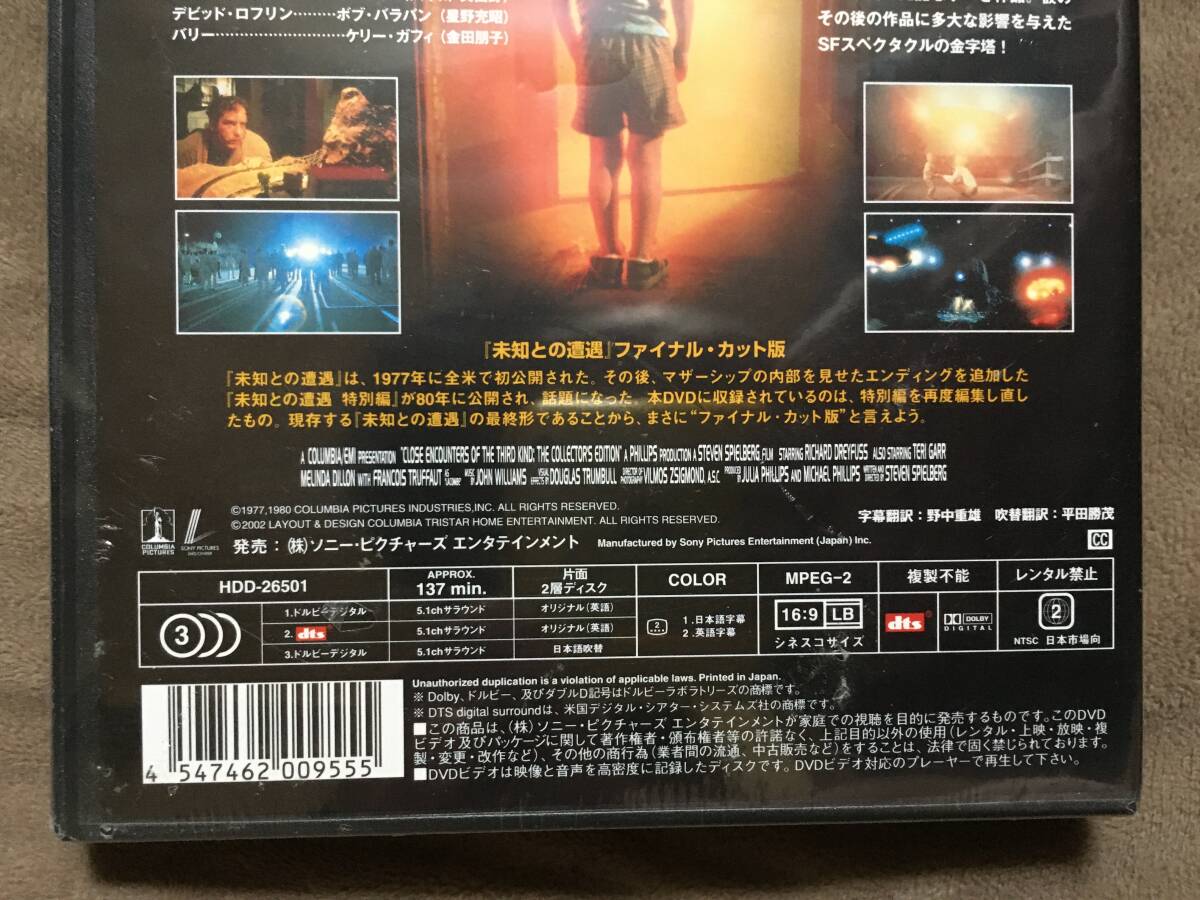 デビッド・ロフリン………ボブ・バラバン(星野充昭)
バリー……………………ケリー・ガフィ(金田朋子)
その後の作品に多大な影響を与えた
SFスペクタクルの金字塔!
『未知との遭遇』ファイナル・カット版
『未知との遭遇』は、1977年に全米で初公開された。その後、マザーシップの内部を見せたエンディングを追加した
『未知との遭遇 特別編』が80年に公開され、話題になった。本DVDに収録されているのは、特別編を再度編集し直し
たもの。現存する『未知との遭遇』の最終形であることから、まさに“ファイナル・カット版”と言えよう。
A COLUMBIA/EMI PRESENTATION "CLOSE ENCOUNTERS OF THE THIRD KIND: THE COLLECTOR'S EDITION" A PHILLIPS PRODUCTION A STEVEN SPIELBERG FILM STARRING RICHARD DREYFUSS ALSO STARRING TERI GARR
MELINDA DILLON WITH FRANCOIS TRUFFAUT AS "LACOMBE" MUSIC BY JOHN WILLIAMS VISUAL EFFECTS BY DOUGLAS TRUMBULL DIRECTOR OF PHOTOGRAPHY VILMOS ZSIGMOND, A.S.C. PRODUCED BY JULIA PHILLIPS AND MICHAEL PHILLIPS WRITTEN AND DIRECTED BY STEVEN SPIELBERG
COLUMBIA PICTURES
SONY PICTURES
©1977,1980 COLUMBIA PICTURES INDUSTRIES,INC. ALL RIGHTS RESERVED.
©2002 LAYOUT & DESIGN COLUMBIA TRISTAR HOME ENTERTAINMENT. ALL RIGHTS RESERVED.
字幕翻訳:野中重雄 吹替翻訳:平田勝茂
発売:(株)ソニー・ピクチャーズ エンタテインメント Manufactured by Sony Pictures Entertainment (Japan) Inc.
CC
HDD-26501
APPROX.
137 min.
片面
2層ディスク
COLOR
MPEG-2
複製不能
レンタル禁止
3
1.ドルビーデジタル 5.1chサラウンド オリジナル(英語)
2. dts 5.1chサラウンド オリジナル(英語)
3.ドルビーデジタル 5.1chサラウンド 日本語吹替
2
1.日本語字幕
2.英語字幕
16:9 LB
シネスコサイズ
dts
DOLBY
DIGITAL
2
NTSC 日本市場向
Unauthorized duplication is a violation of applicable laws. Printed in Japan.
※ Dolby、ドルビー、及びダブルD記号はドルビーラボラトリーズの商標です。
※ DTS digital surroundは、米国デジタル・シアター・システムズ社の商標です。
■この商品は、(株)ソニー・ピクチャーズ エンタテインメントが家庭での視聴を目的に発売するものです。このDVD
ビデオ及びパッケージに関して著作権者・頒布権者等の許諾なく、上記目的以外の使用(レンタル・上映・放映・複
製・変更・改作など)、その他の商行為(業者間の流通、中古販売など)をすることは、法律で固く禁じられております。
■DVDビデオは映像と音声を高密度に記録したディスクです。DVDビデオ対応のプレーヤーで再生して下さい。
4 547462 009555